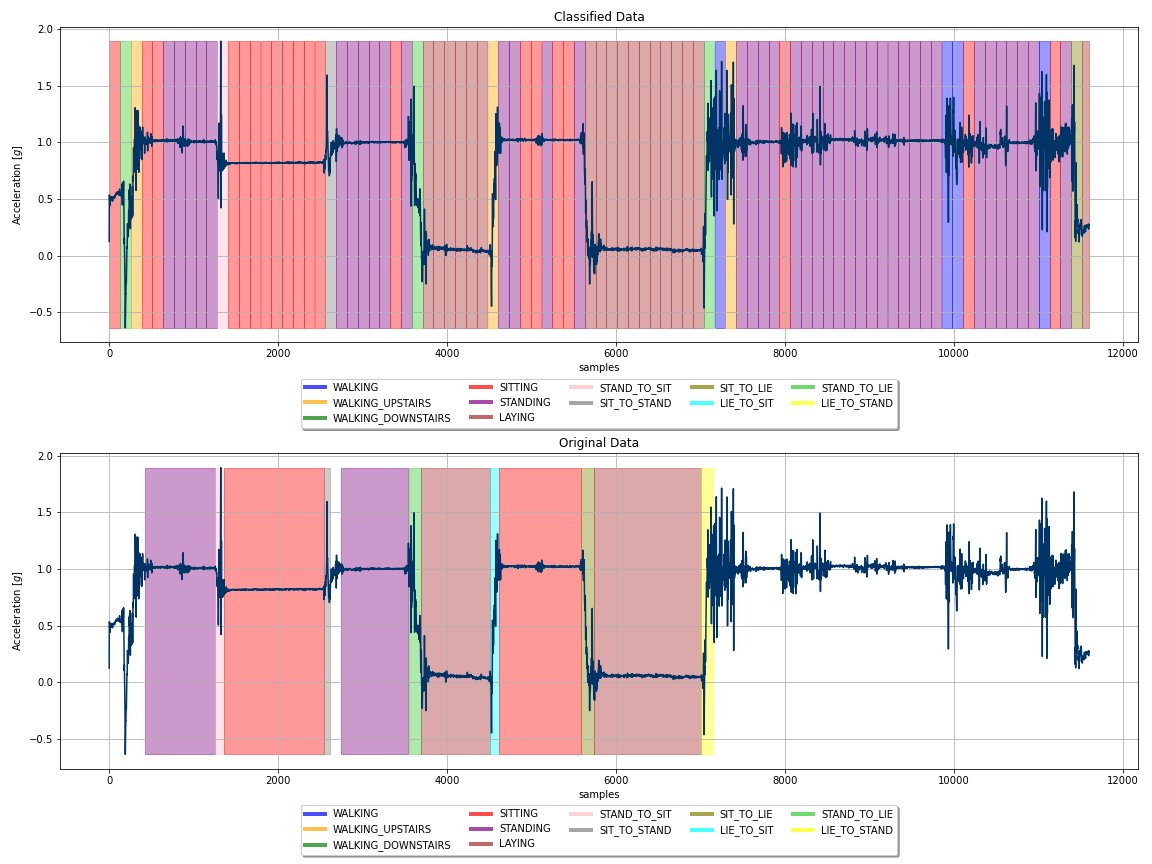 Classified Data
2.0
1.5
1.0
0.5
0.0
−0.5
Acceleration [g]
0 2000 4000 6000 8000 10000 12000
samples
WALKING SITTING STAND_TO_SIT SIT_TO_LIE STAND_TO_LIE
WALKING_UPSTAIRS STANDING SIT_TO_STAND LIE_TO_SIT LIE_TO_STAND
WALKING_DOWNSTAIRS LAYING
Original Data
2.0
1.5
1.0
0.5
0.0
−0.5
Acceleration [g]
0 2000 4000 6000 8000 10000 12000
samples
WALKING SITTING STAND_TO_SIT SIT_TO_LIE STAND_TO_LIE
WALKING_UPSTAIRS STANDING SIT_TO_STAND LIE_TO_SIT LIE_TO_STAND
WALKING_DOWNSTAIRS LAYING